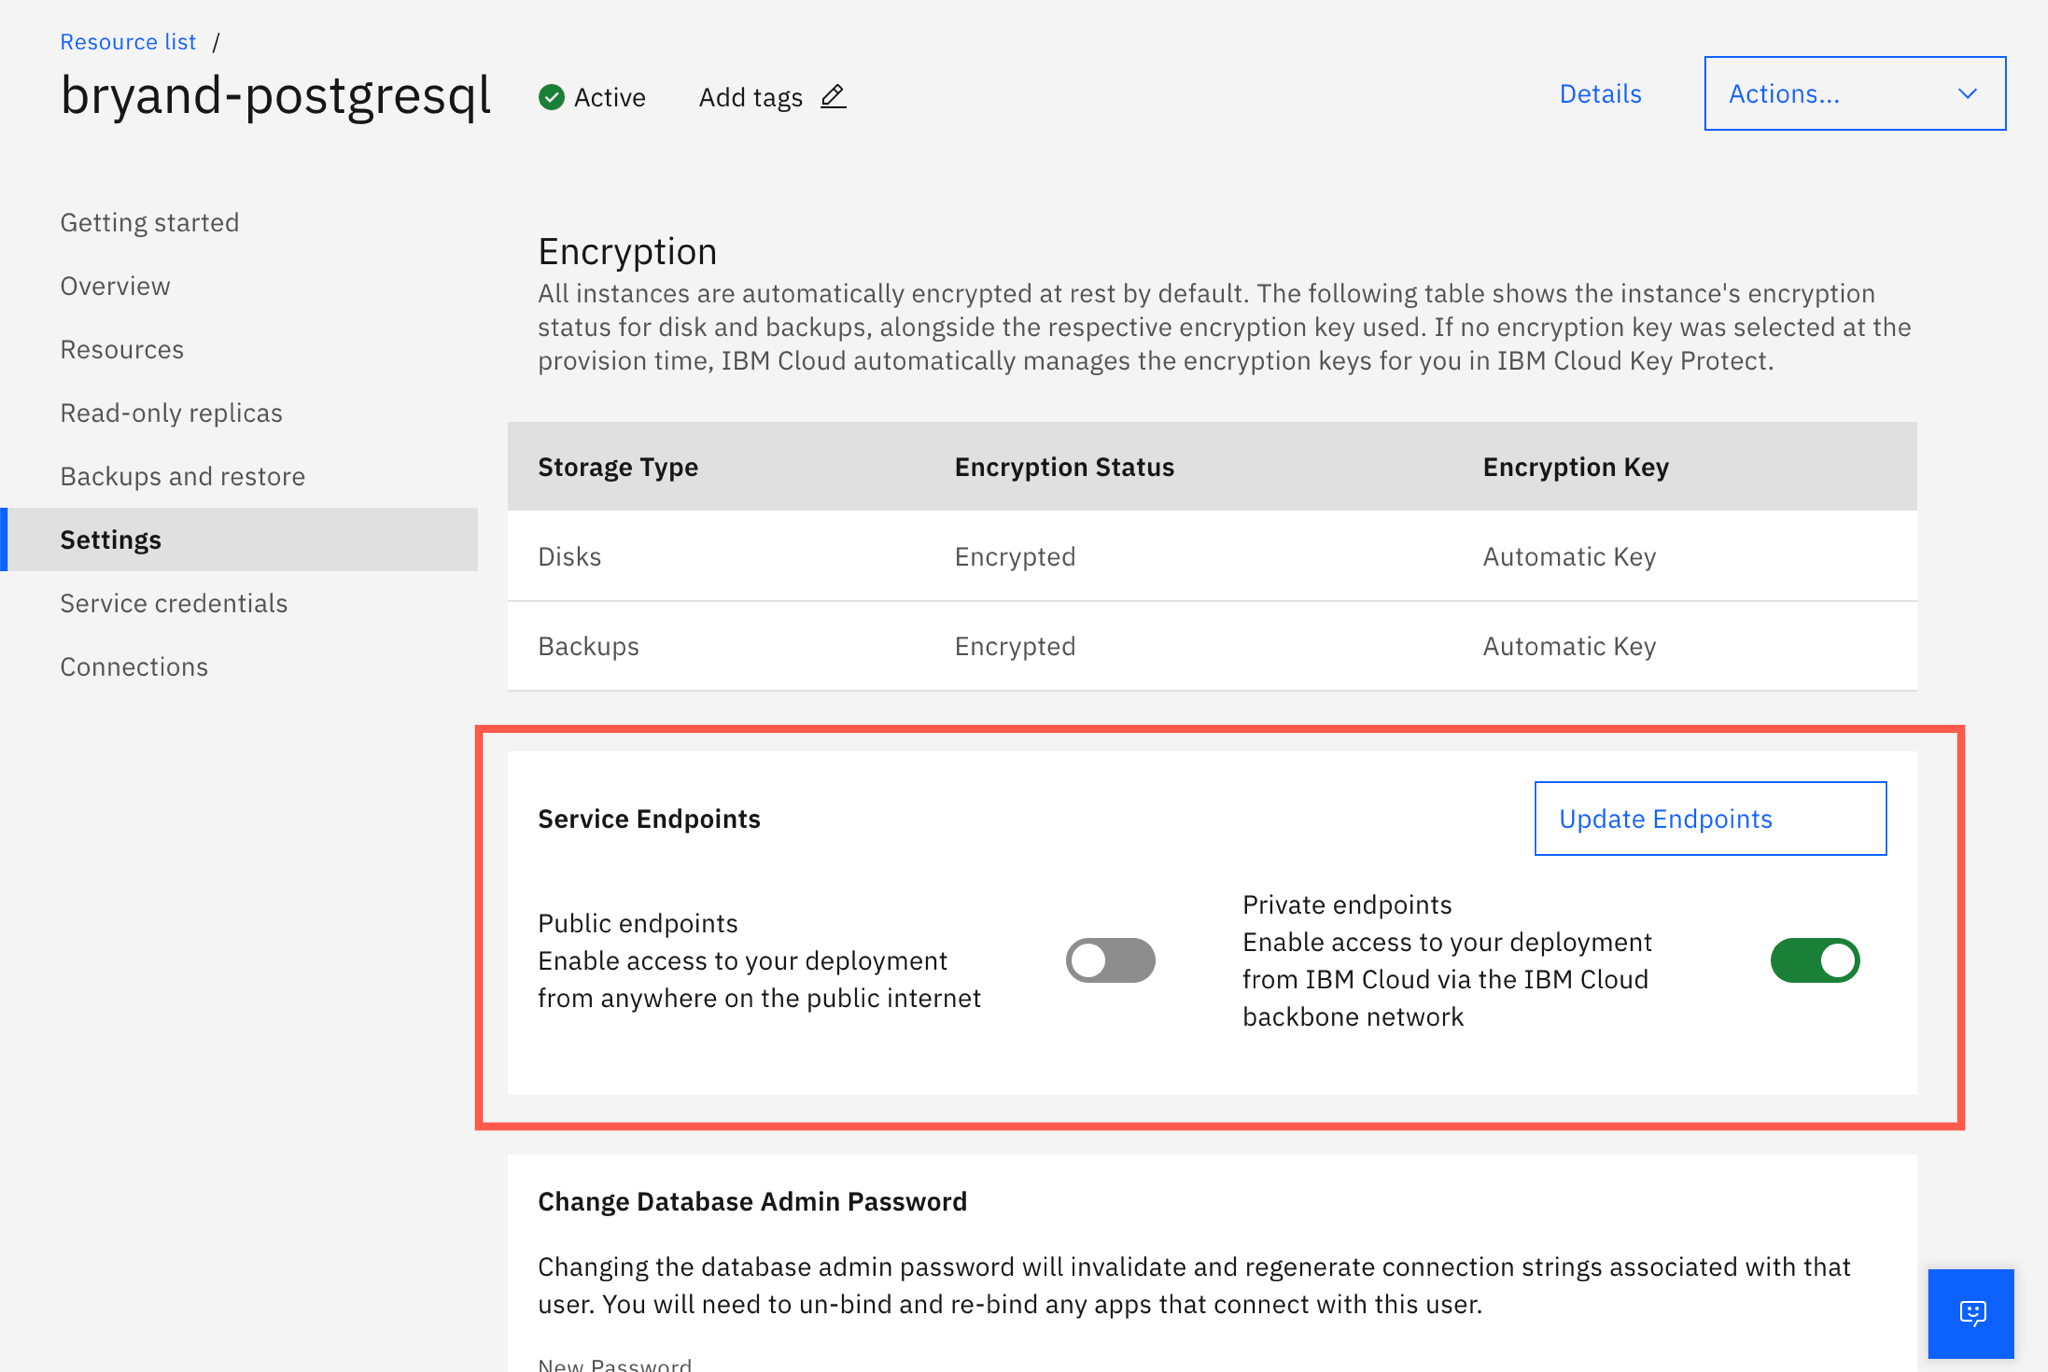 Resource list /
bryand-postgresql
Active
Add tags
Details
Actions...
Getting started
Overview
Resources
Read-only replicas
Backups and restore
Settings
Service credentials
Connections
Encryption
All instances are automatically encrypted at rest by default. The following table shows the instance's encryption
status for disk and backups, alongside the respective encryption key used. If no encryption key was selected at the
provision time, IBM Cloud automatically manages the encryption keys for you in IBM Cloud Key Protect.
Storage Type Encryption Status Encryption Key
Disks Encrypted Automatic Key
Backups Encrypted Automatic Key
Service Endpoints
Update Endpoints
Public endpoints
Enable access to your deployment
from anywhere on the public internet
Private endpoints
Enable access to your deployment
from IBM Cloud via the IBM Cloud
backbone network
Change Database Admin Password
Changing the database admin password will invalidate and regenerate connection strings associated with that
user. You will need to un-bind and re-bind any apps that connect with this user.
New Password